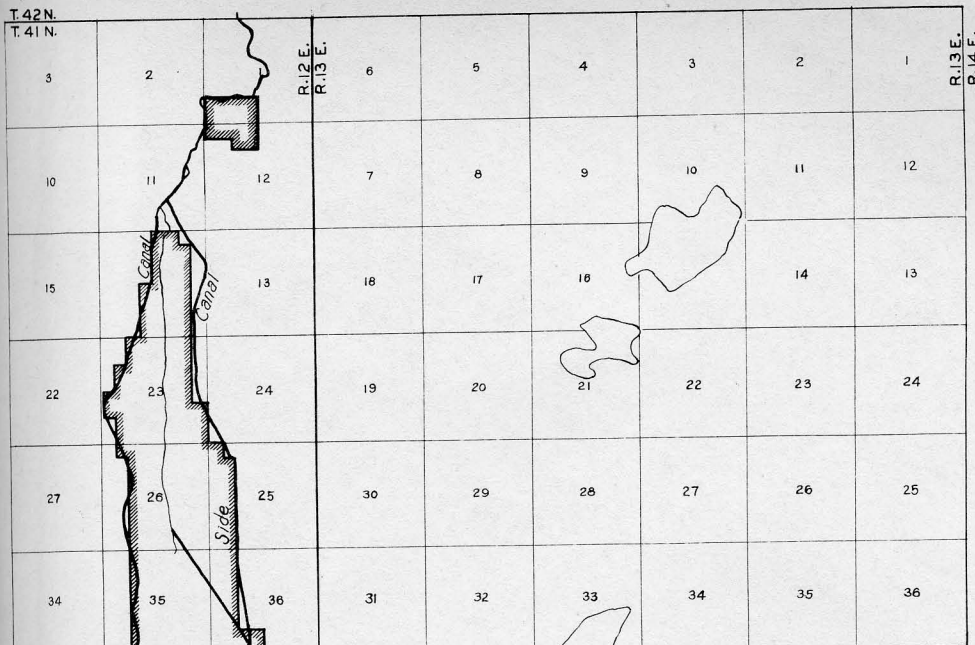 T. 42 N.
T. 41 N.
R. 12 E.
R. 13 E.
R. 13 E.
R. 14 E.
3 2 6 5 4 3 2 1
10 11 12 7 8 9 10 11 12
Canal
Canal
15 13 18 17 16 14 13
22 23 24 19 20 21 22 23 24
27 26 25 30 29 28 27 26 25
Side
34 35 36 31 32 33 34 35 36